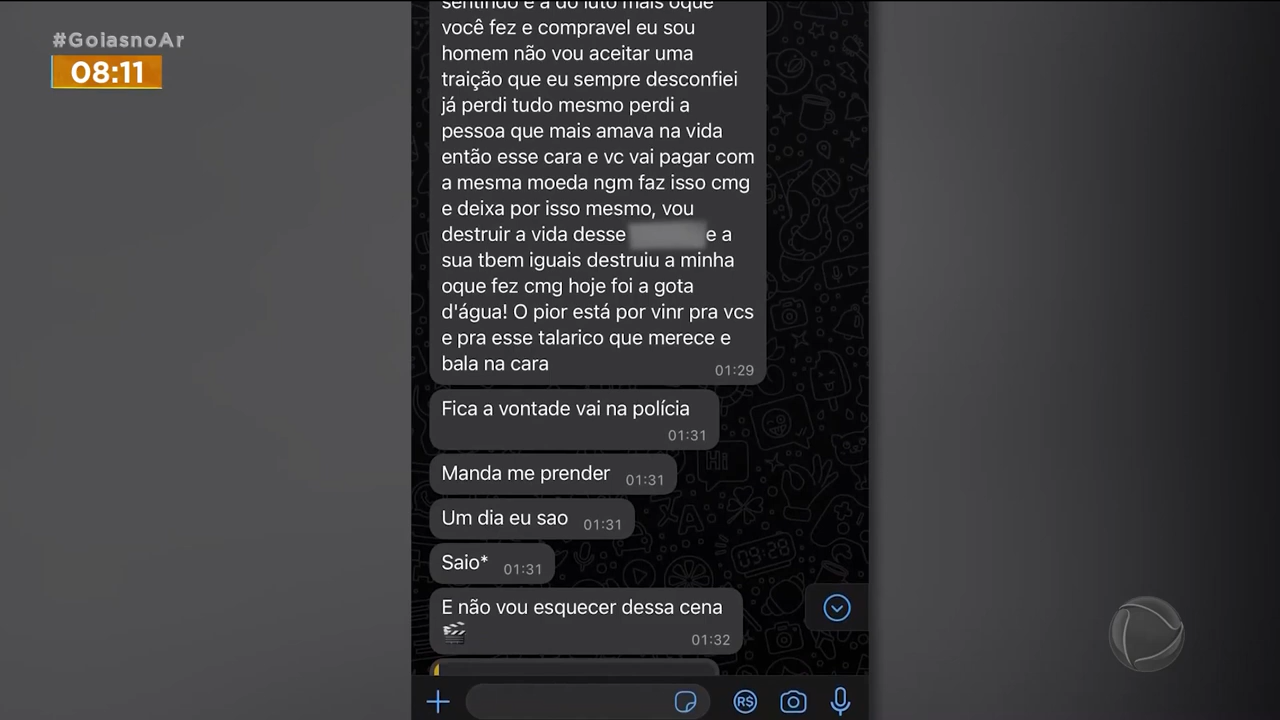 #GoiasnoAr
08:11
sentindo e a do luto mais oque
você fez e compravel eu sou
homem não vou aceitar uma
traição que eu sempre desconfiei
já perdi tudo mesmo perdi a
pessoa que mais amava na vida
então esse cara e vc vai pagar com
a mesma moeda ngm faz isso cmg
e deixa por isso mesmo, vou
destruir a vida desse e a
sua tbem iguais destruiu a minha
oque fez cmg hoje foi a gota
d'água! O pior está por vinr pra vcs
e pra esse talarico que merece e
bala na cara
01:29
Fica a vontade vai na polícia
01:31
Manda me prender 01:31
Um dia eu sao 01:31
Saio* 01:31
E não vou esquecer dessa cena
🎬 01:32
R$